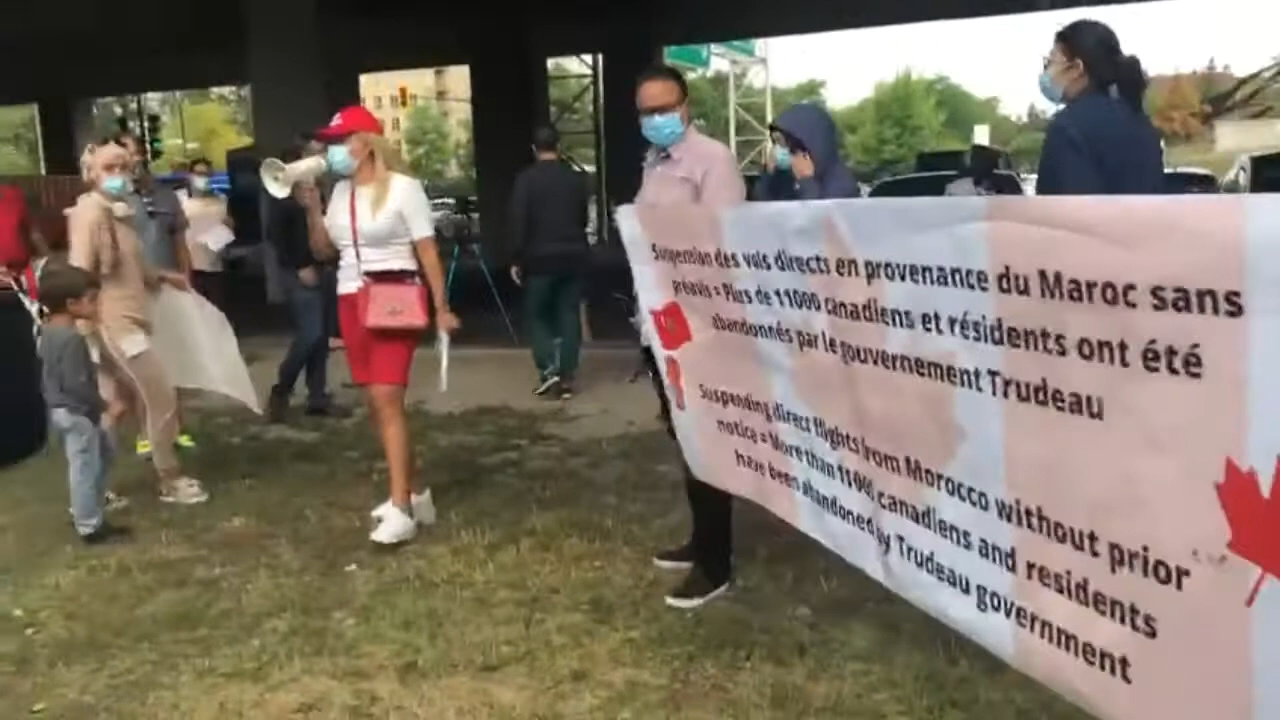 Suspension des vols directs en provenance du Maroc sans
préavis = Plus de 11000 canadiens et résidents ont été
abandonnés par le gouvernement Trudeau
Suspending direct flights from Morocco without prior
notice = More than 11000 canadiens and residents
have been abandoned by Trudeau government